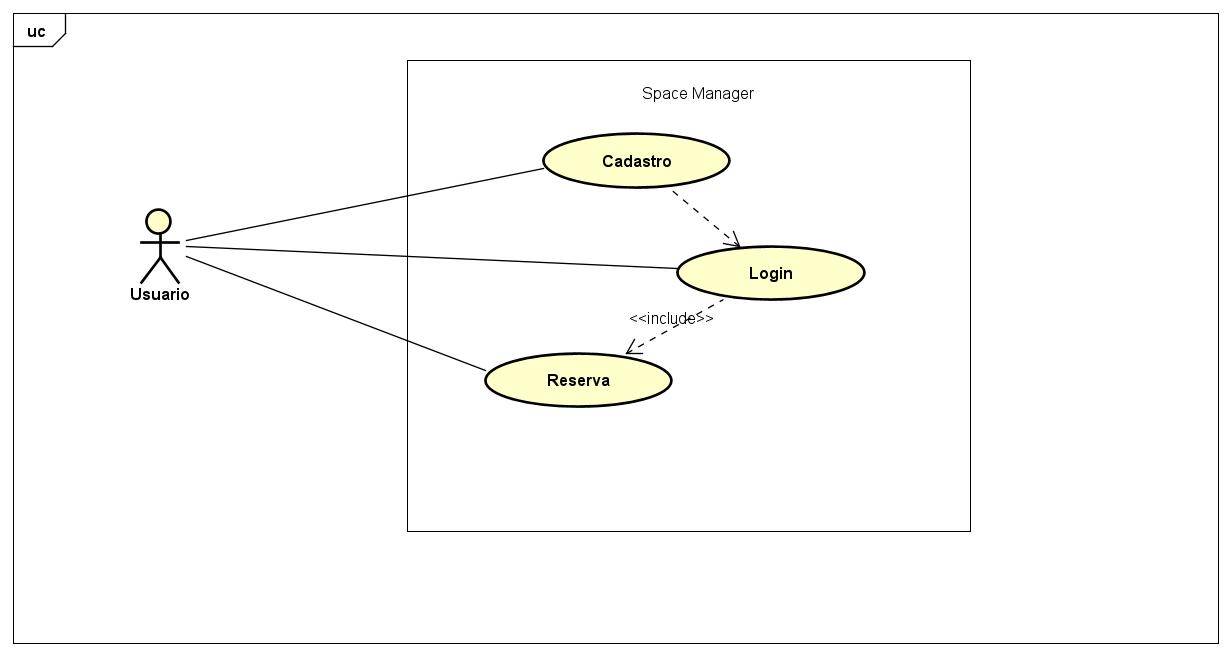 uc
Space Manager
Cadastro
Login
Usuario
<<include>>
Reserva